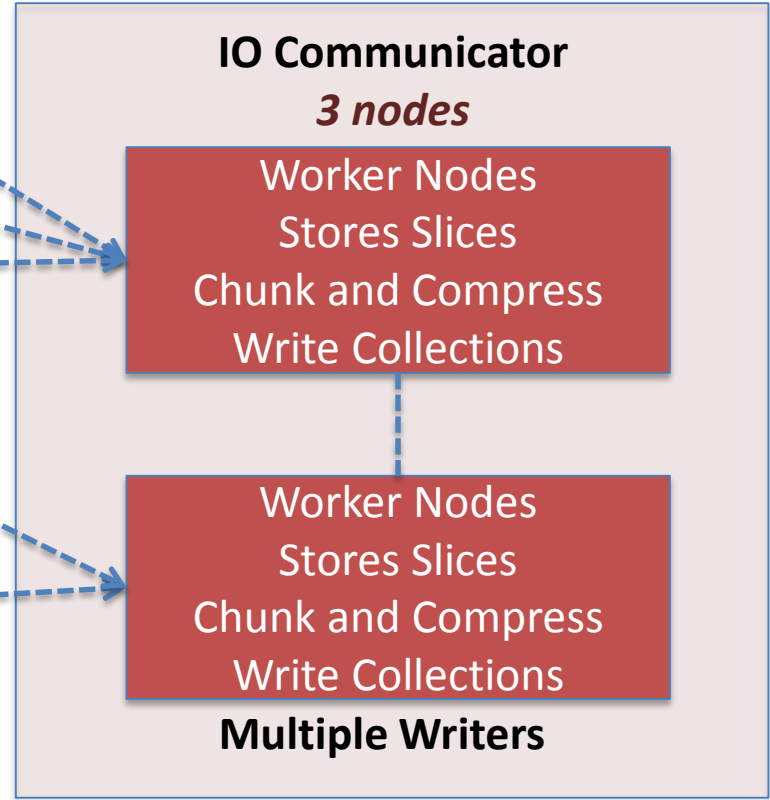 IO Communicator
3 nodes
Worker Nodes
Stores Slices
Chunk and Compress
Write Collections
Worker Nodes
Stores Slices
Chunk and Compress
Write Collections
Multiple Writers